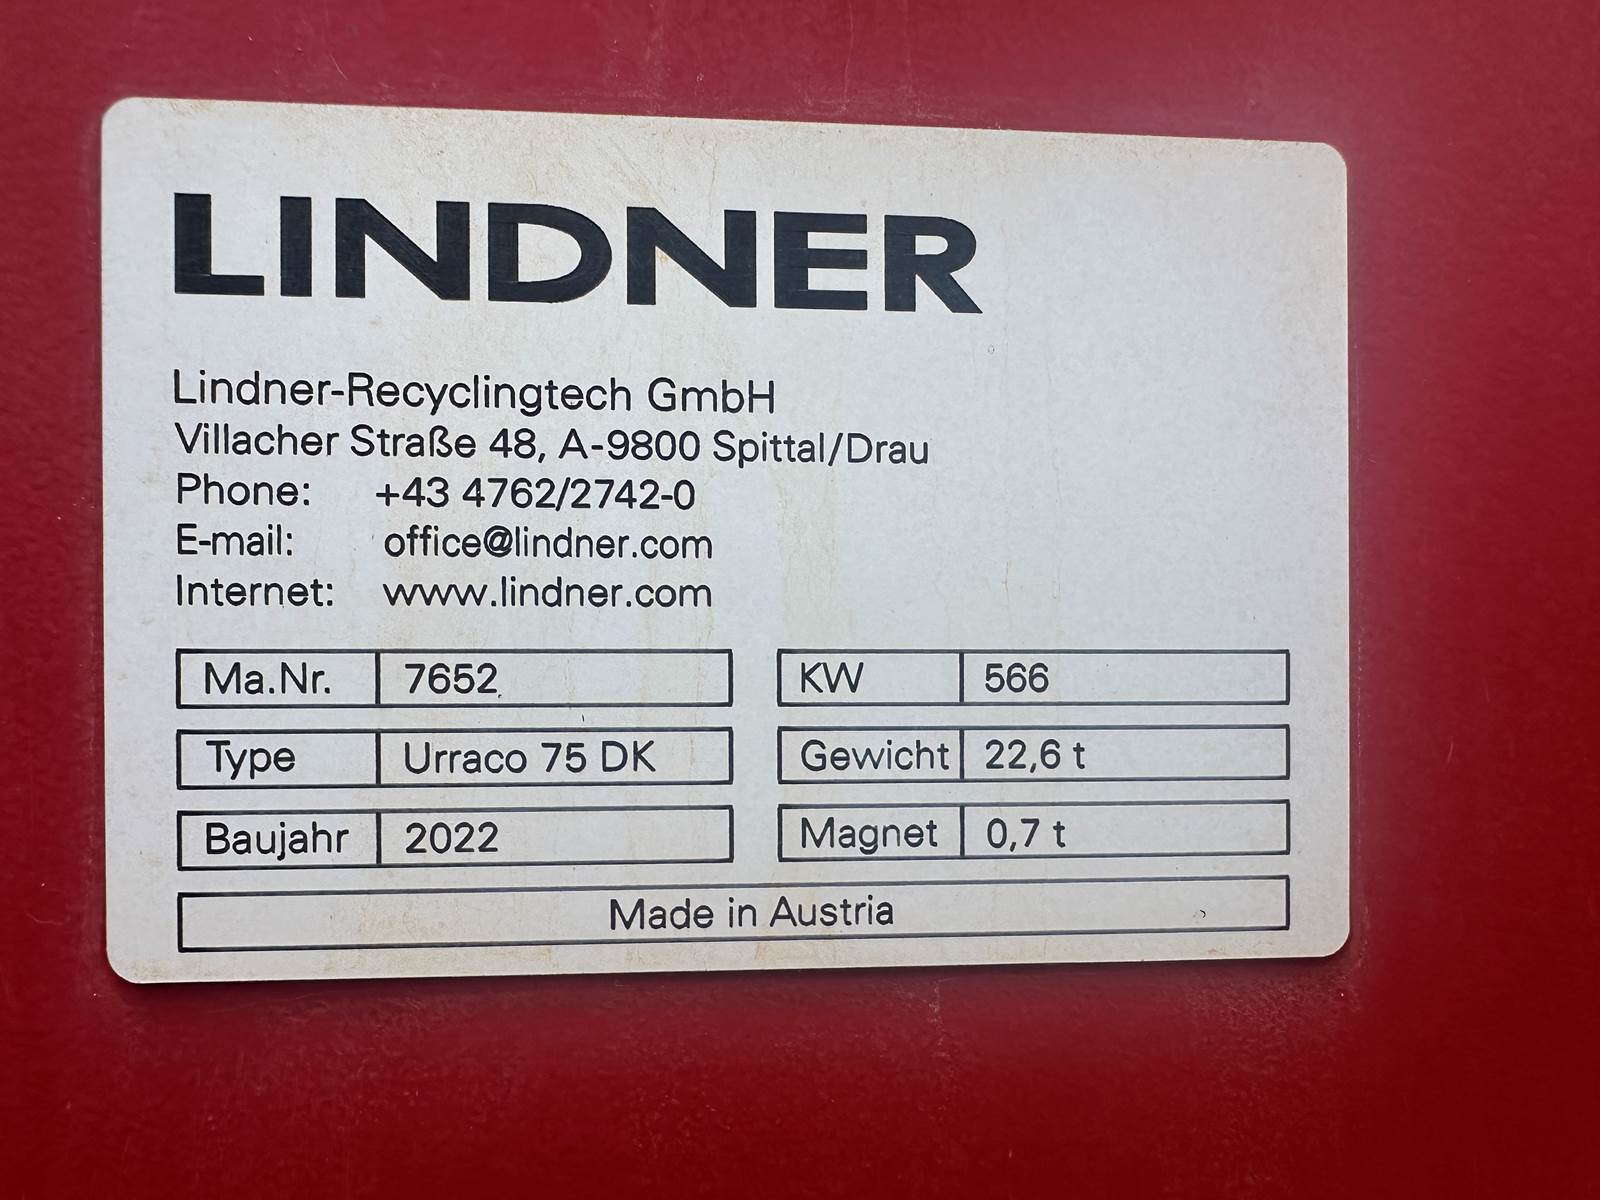 LINDNER
Lindner-Recyclingtech GmbH
Villacher Straße 48, A-9800 Spittal/Drau
Phone: +43 4762/2742-0
E-mail: office@lindner.com
Internet: www.lindner.com
Ma.Nr. 7652 KW 566
Type Urraco 75 DK Gewicht 22,6 t
Baujahr 2022 Magnet 0,7 t
Made in Austria